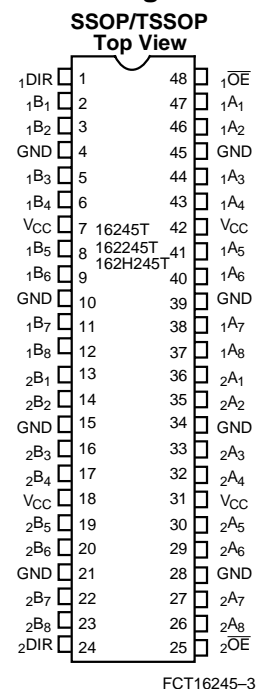 SSOP/TSSOP
Top View
1DIR 1 48 1OE
1B1 2 47 1A1
1B2 3 46 1A2
GND 4 45 GND
1B3 5 44 1A3
1B4 6 43 1A4
VCC 7 16245T 42 VCC
1B5 8 162245T 41 1A5
1B6 9 162H245T 40 1A6
GND 10 39 GND
1B7 11 38 1A7
1B8 12 37 1A8
2B1 13 36 2A1
2B2 14 35 2A2
GND 15 34 GND
2B3 16 33 2A3
2B4 17 32 2A4
VCC 18 31 VCC
2B5 19 30 2A5
2B6 20 29 2A6
GND 21 28 GND
2B7 22 27 2A7
2B8 23 26 2A8
2DIR 24 25 2OE
FCT16245–3